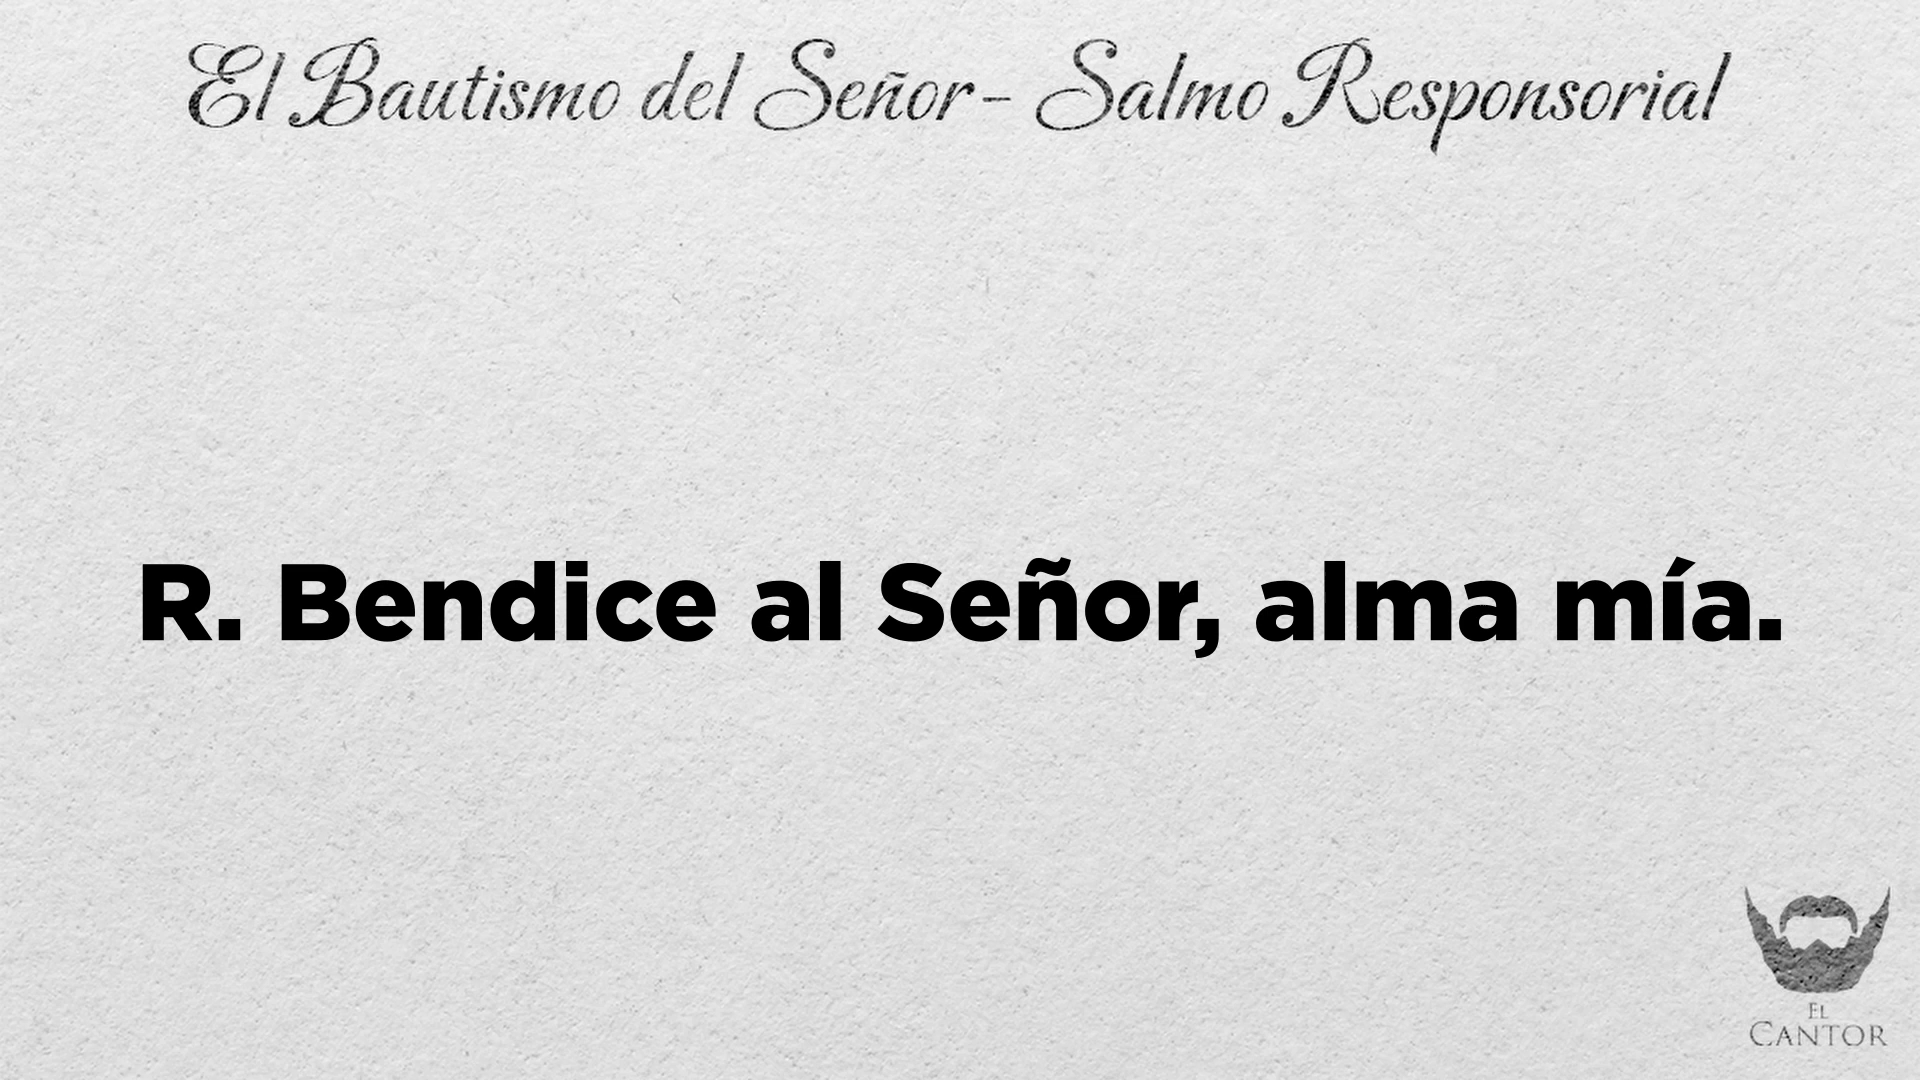 El Bautismo del Señor- Salmo Responsorial
R. Bendice al Señor, alma mía.
EL
CANTOR